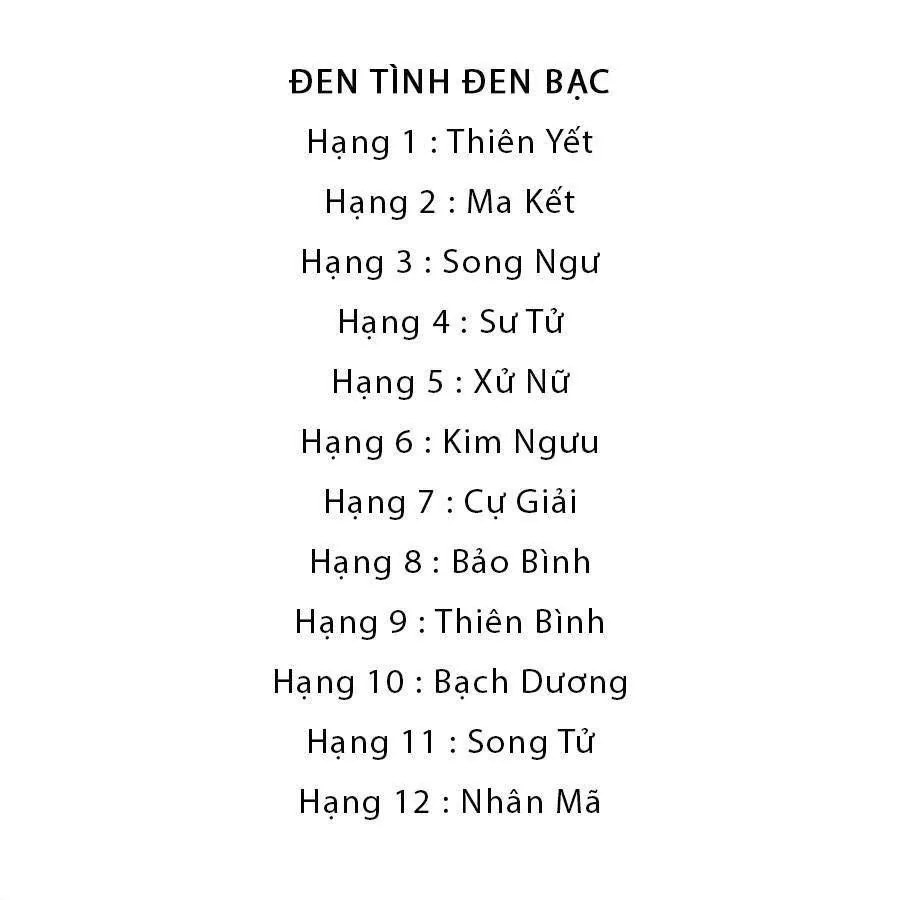 ĐEN TÌNH ĐEN BẠC
Hạng 1 : Thiên Yết
Hạng 2 : Ma Kết
Hạng 3 : Song Ngư
Hạng 4 : Sư Tử
Hạng 5 : Xử Nữ
Hạng 6 : Kim Ngưu
Hạng 7 : Cự Giải
Hạng 8 : Bảo Bình
Hạng 9 : Thiên Bình
Hạng 10 : Bạch Dương
Hạng 11 : Song Tử
Hạng 12 : Nhân Mã